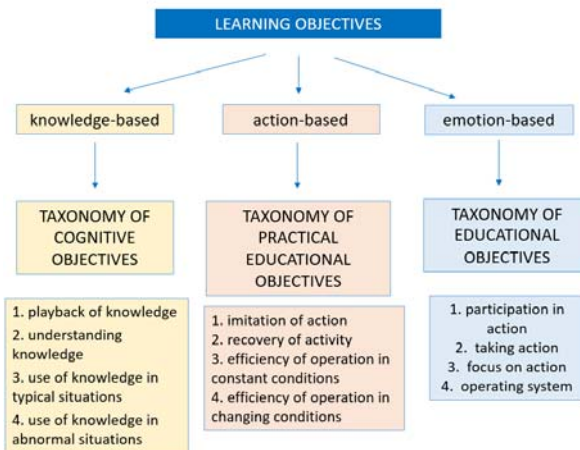 LEARNING OBJECTIVES
knowledge-based
action-based
emotion-based
TAXONOMY OF
COGNITIVE
OBJECTIVES
TAXONOMY OF
PRACTICAL
EDUCATIONAL
OBJECTIVES
TAXONOMY OF
EDUCATIONAL
OBJECTIVES
1. playback of knowledge
2. understanding
knowledge
3. use of knowledge in
typical situations
4. use of knowledge in
abnormal situations
1. imitation of action
2. recovery of activity
3. efficiency of operation in
constant conditions
4. efficiency of operation in
changing conditions
1. participation in
action
2. taking action
3. focus on action
4. operating system